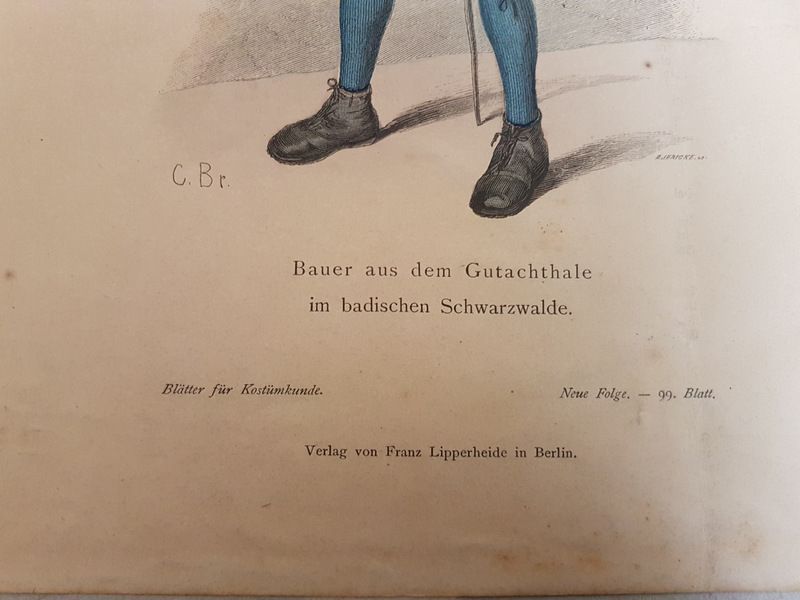 C. Br.
Bauer aus dem Gutachthale
im badischen Schwarzwalde.
Blätter für Kostümkunde.
Neue Folge. — 99. Blatt.
Verlag von Franz Lipperheide in Berlin.